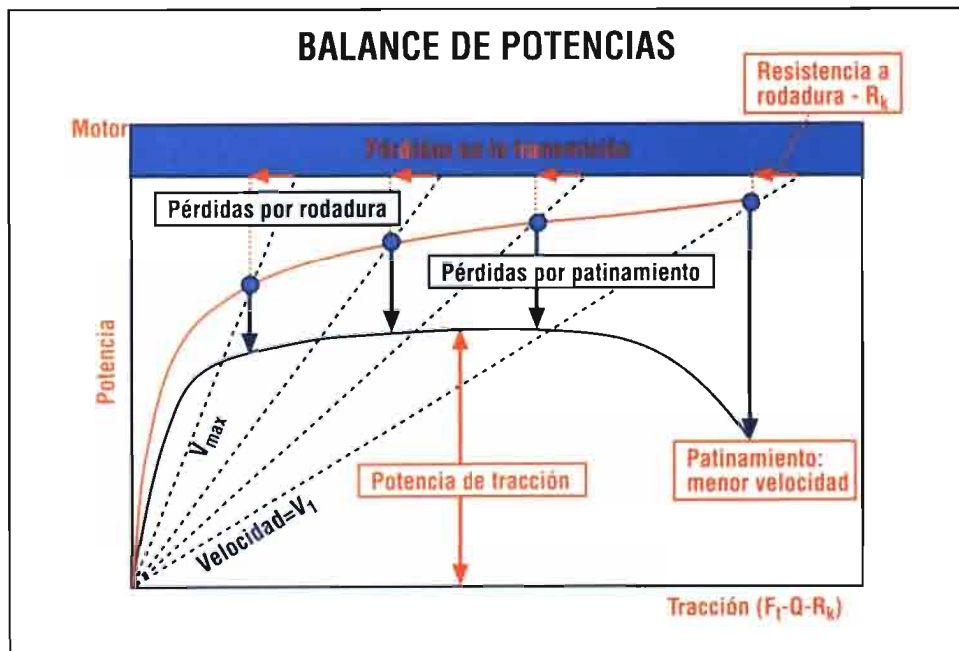 BALANCE DE POTENCIAS
Resistencia a
rodadura - Rk
Motor
Pérdidas en la transmisión
Pérdidas por rodadura
Pérdidas por patinamiento
Potencia
Vmax
Velocidad=V1
Potencia de tracción
Patinamiento:
menor velocidad
Tracción (Ft-Q-Rk)